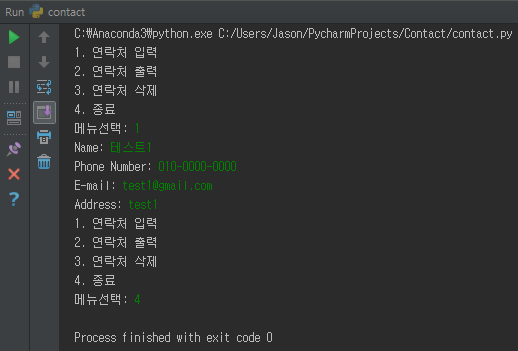 Run contact
C:\Anaconda3\python.exe C:/Users/Jason/PycharmProjects/Contact/contact.py
1. 연락처 입력
2. 연락처 출력
3. 연락처 삭제
4. 종료
메뉴선택: 1
Name: 테스트1
Phone Number: 010-0000-0000
E-mail: test1@gmail.com
Address: test1
1. 연락처 입력
2. 연락처 출력
3. 연락처 삭제
4. 종료
메뉴선택: 4
Process finished with exit code 0